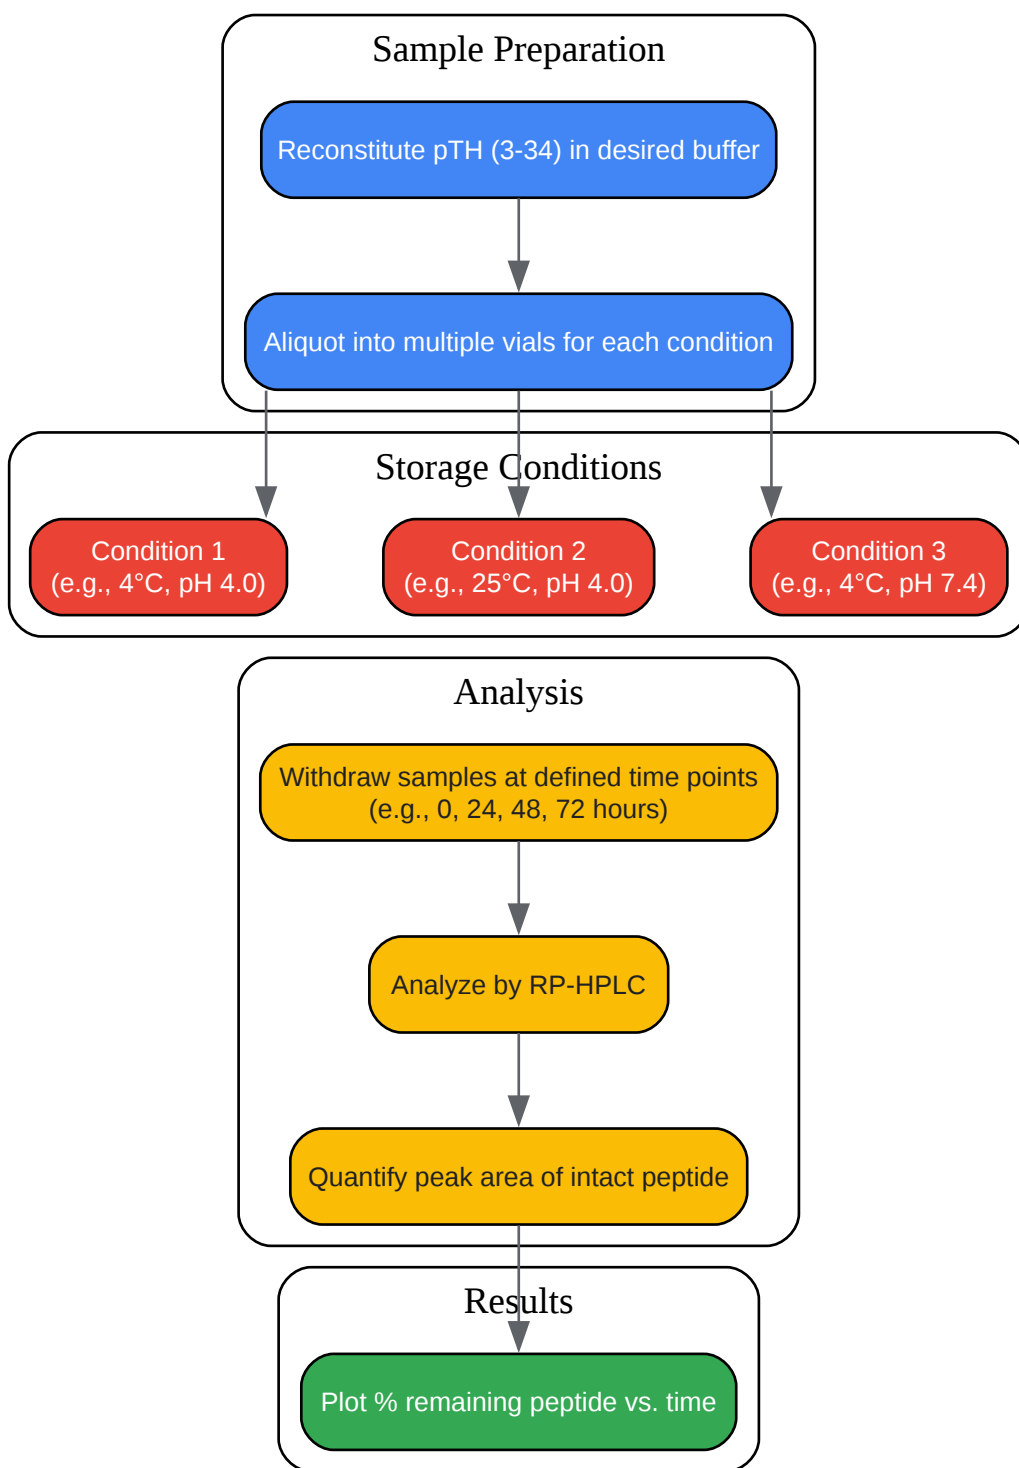 Sample Preparation
Reconstitute pTH (3-34) in desired buffer
Aliquot into multiple vials for each condition
Storage Conditions
Condition 1
(e.g., 4°C, pH 4.0)
Condition 2
(e.g., 25°C, pH 4.0)
Condition 3
(e.g., 4°C, pH 7.4)
Analysis
Withdraw samples at defined time points
(e.g., 0, 24, 48, 72 hours)
Analyze by RP-HPLC
Quantify peak area of intact peptide
Results
Plot % remaining peptide vs. time